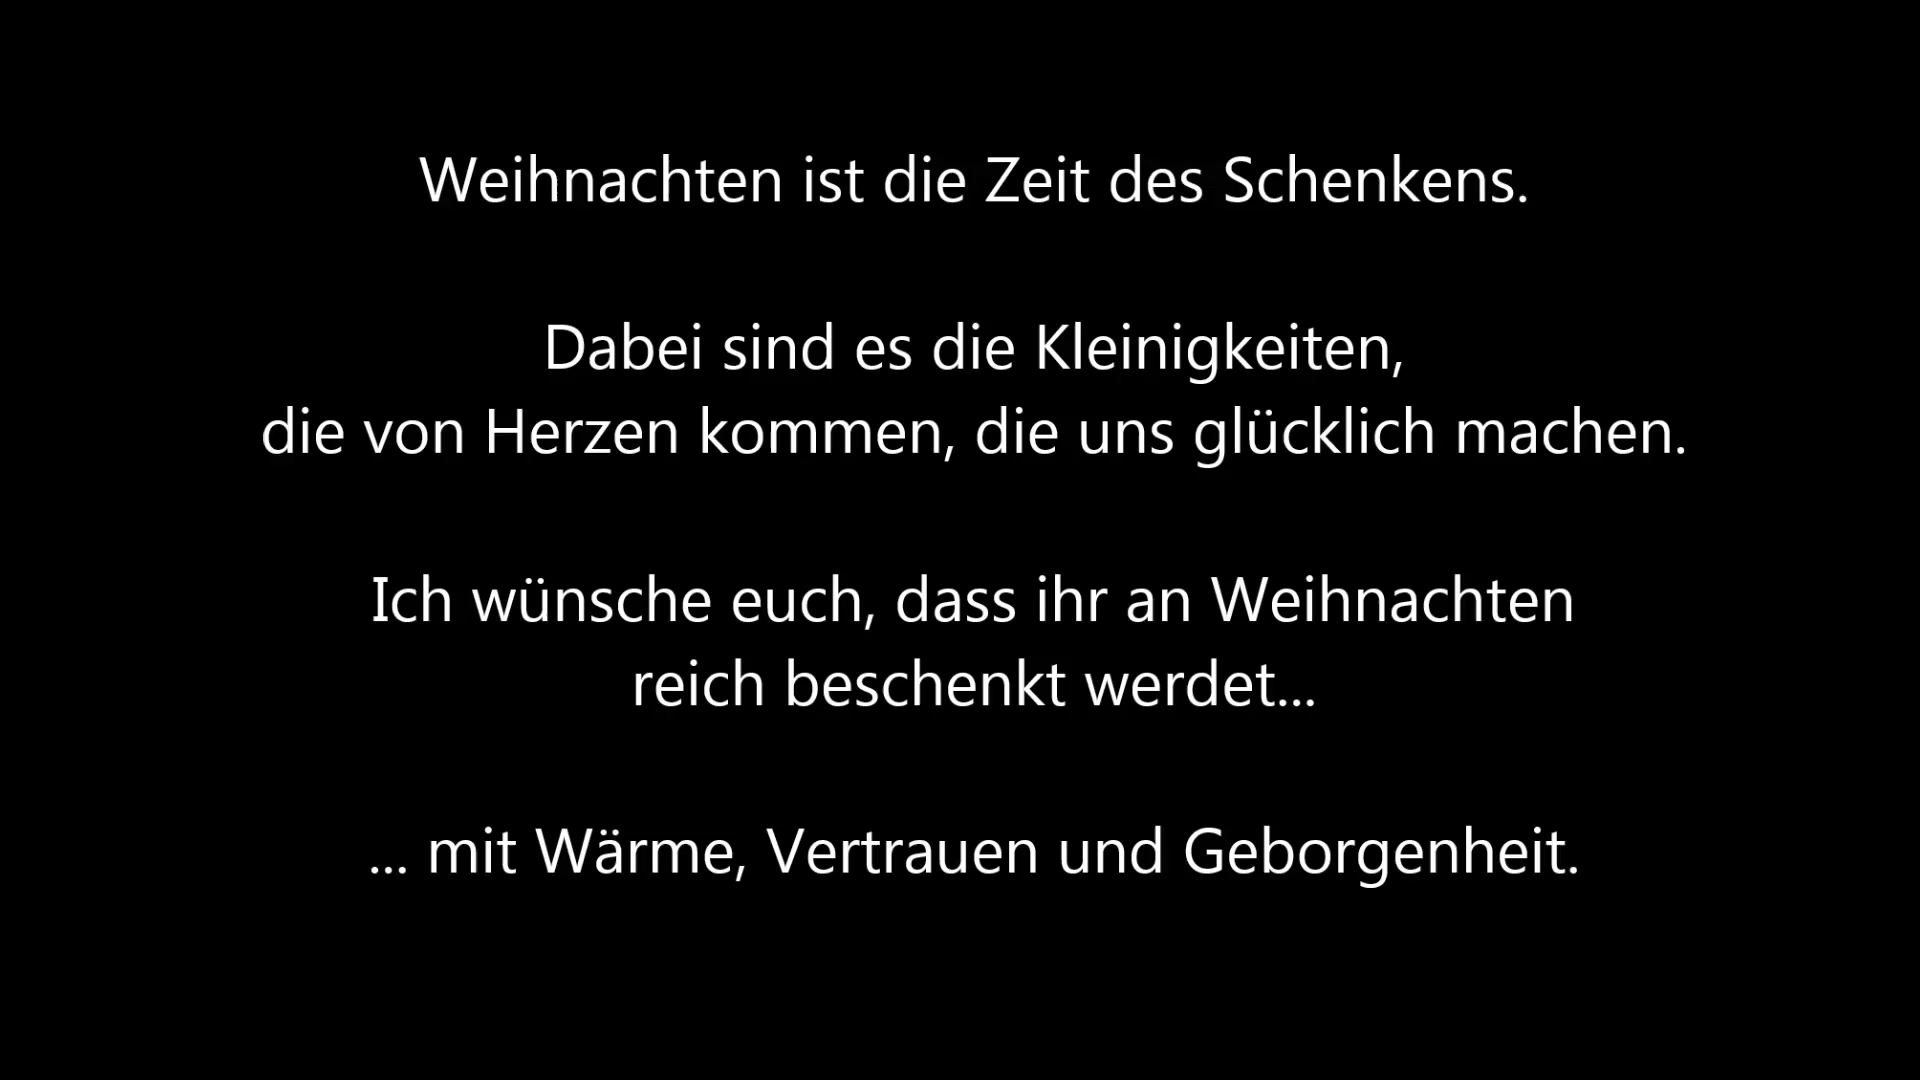 Weihnachten ist die Zeit des Schenkens.
Dabei sind es die Kleinigkeiten,
die von Herzen kommen, die uns glücklich machen.
Ich wünsche euch, dass ihr an Weihnachten
reich beschenkt werdet...
... mit Wärme, Vertrauen und Geborgenheit.